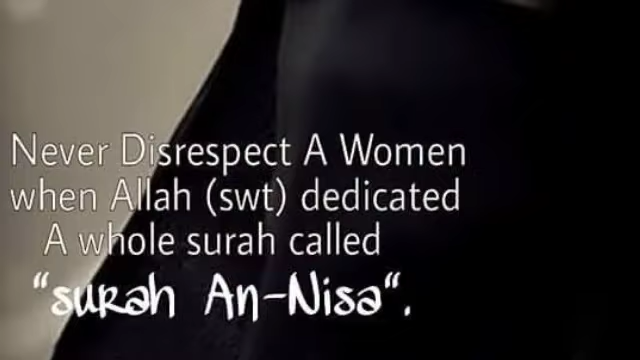 Never Disrespect A Women
when Allah (swt) dedicated
A whole surah called
"surah An-Nisa".